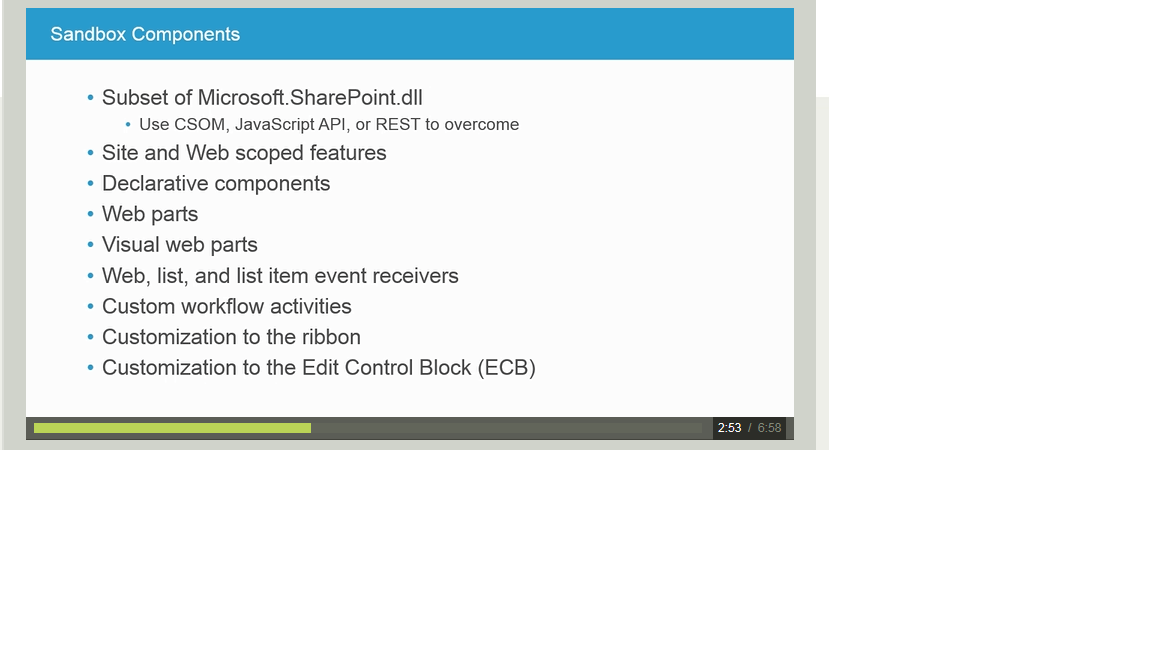 Sandbox Components
• Subset of Microsoft.SharePoint.dll
• Use CSOM, JavaScript API, or REST to overcome
• Site and Web scoped features
• Declarative components
• Web parts
• Visual web parts
• Web, list, and list item event receivers
• Custom workflow activities
• Customization to the ribbon
• Customization to the Edit Control Block (ECB)
2:53 / 6:58